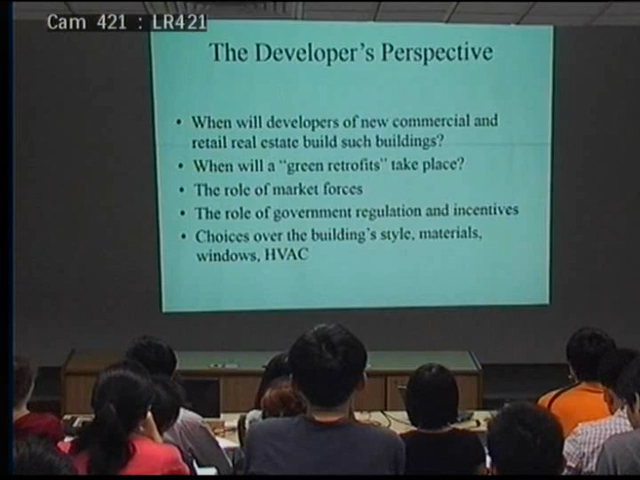 Cam 421 : LR421
The Developer's Perspective
• When will developers of new commercial and
retail real estate build such buildings?
• When will a "green retrofits" take place?
• The role of market forces
• The role of government regulation and incentives
• Choices over the building's style, materials,
windows, HVAC